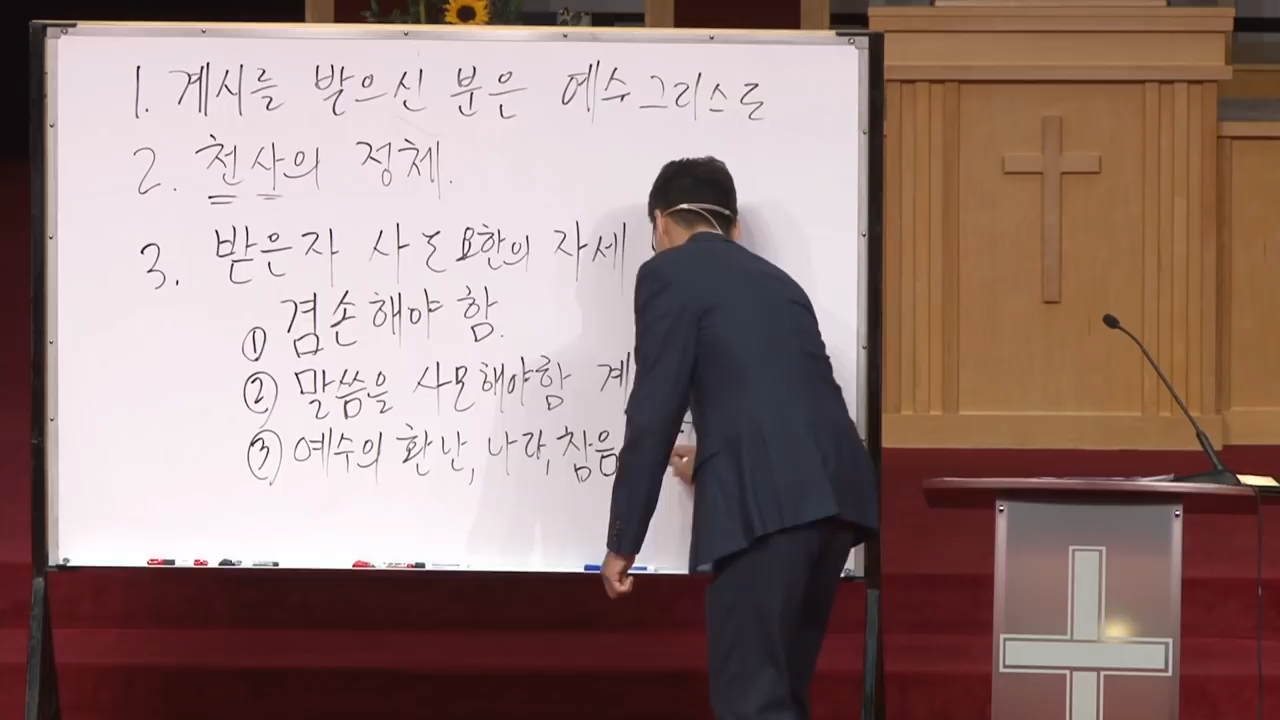 1. 계시를 받으신 분은 예수그리스도
2. 천사의 정체.
3. 받은자 사도요한의 자세
① 겸손해야 함.
② 말씀을 사모해야함 계
③ 예수의 환난, 나라, 참음